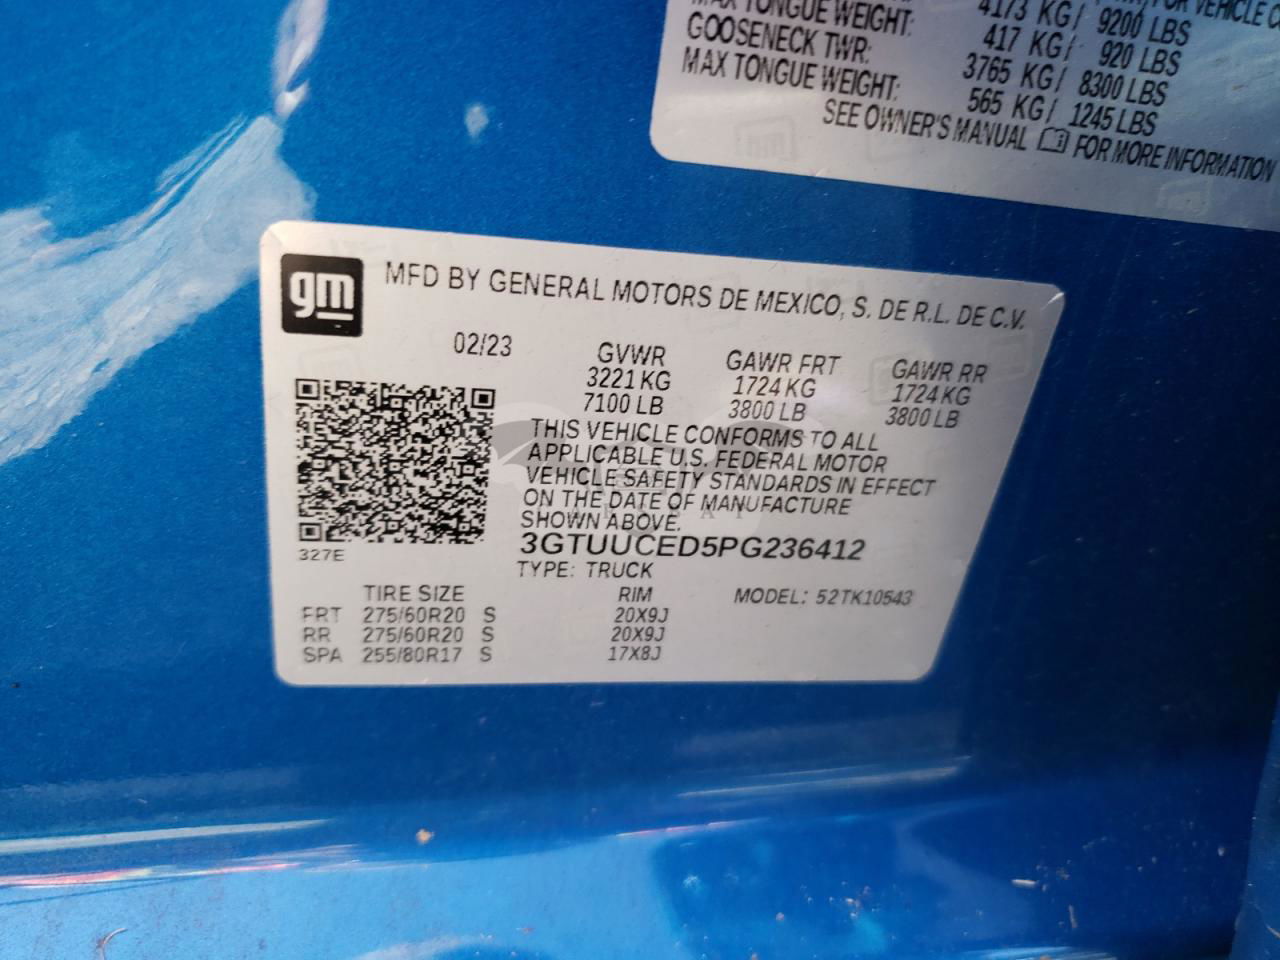 MAX TONGUE WEIGHT: 4173 KG/ 9200 LBS
GOOSENECK TWR: 417 KG/ 920 LBS
MAX TONGUE WEIGHT: 3765 KG/ 8300 LBS
565 KG/ 1245 LBS
SEE OWNER'S MANUAL FOR MORE INFORMATION
gm
MFD BY GENERAL MOTORS DE MEXICO, S. DE R.L. DE C.V.
02/23 GVWR GAWR FRT GAWR RR
3221 KG 1724 KG 1724 KG
7100 LB 3800 LB 3800 LB
THIS VEHICLE CONFORMS TO ALL
APPLICABLE U.S. FEDERAL MOTOR
VEHICLE SAFETY STANDARDS IN EFFECT
ON THE DATE OF MANUFACTURE
SHOWN ABOVE.
327E
3GTUUCED5PG236412
TYPE: TRUCK
TIRE SIZE RIM MODEL: 52TK10543
FRT 275/60R20 S 20X9J
RR 275/60R20 S 20X9J
SPA 255/80R17 S 17X8J